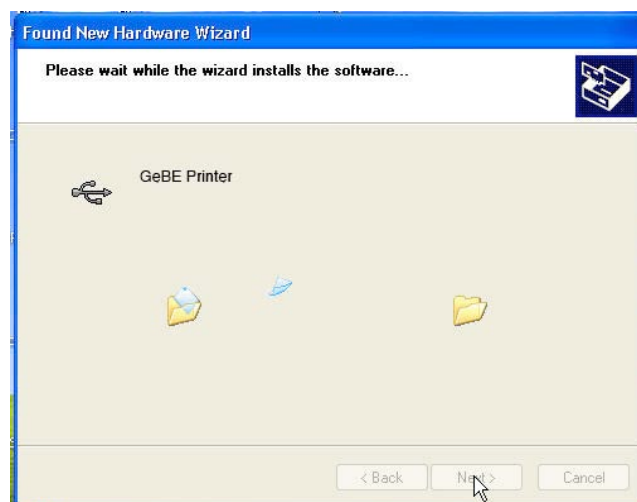 Found New Hardware Wizard
Please wait while the wizard installs the software...
GeBE Printer
< Back
Next >
Cancel